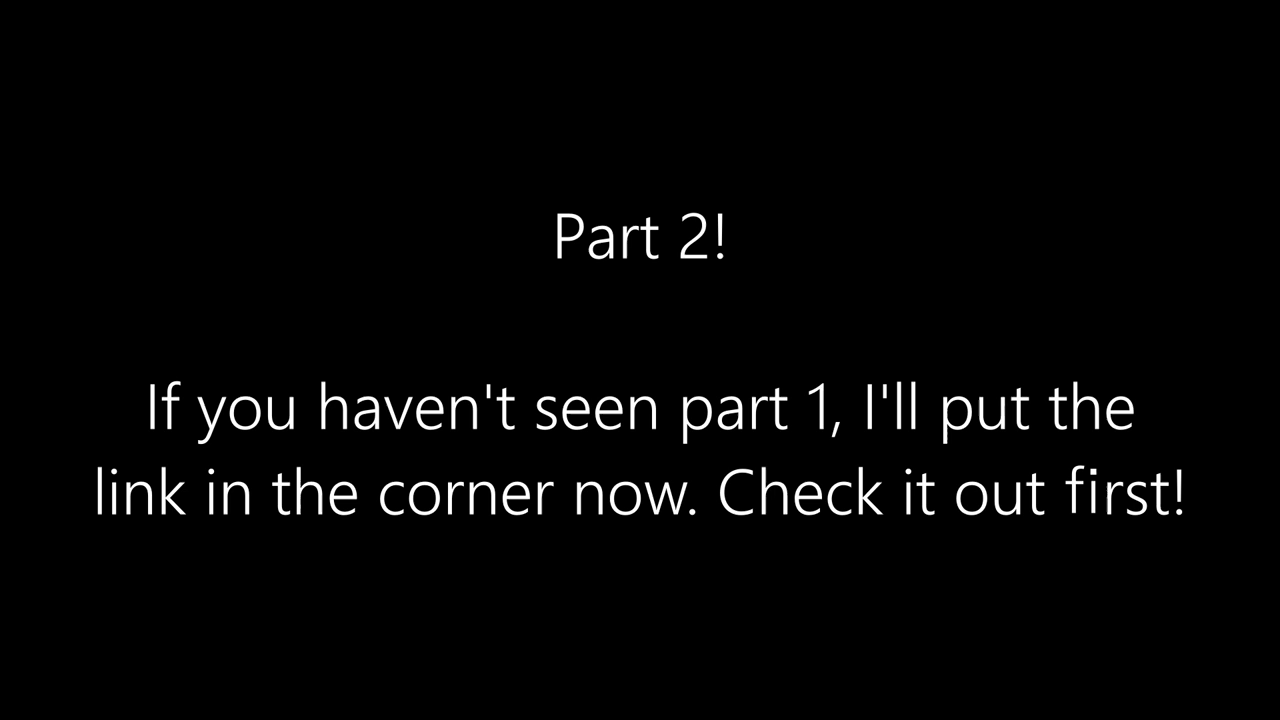 Part 2!
If you haven't seen part 1, I'll put the
link in the corner now. Check it out first!